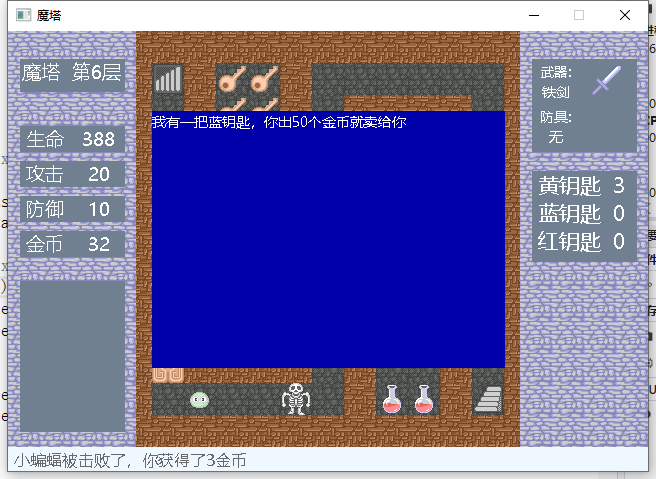 魔塔
魔塔 第6层
生命 388
攻击 20
防御 10
金币 32
我有一把蓝钥匙，你出50个金币就卖给你
武器:
铁剑
防具:
无
黄钥匙 3
蓝钥匙 0
红钥匙 0
小蝙蝠被击败了，你获得了3金币